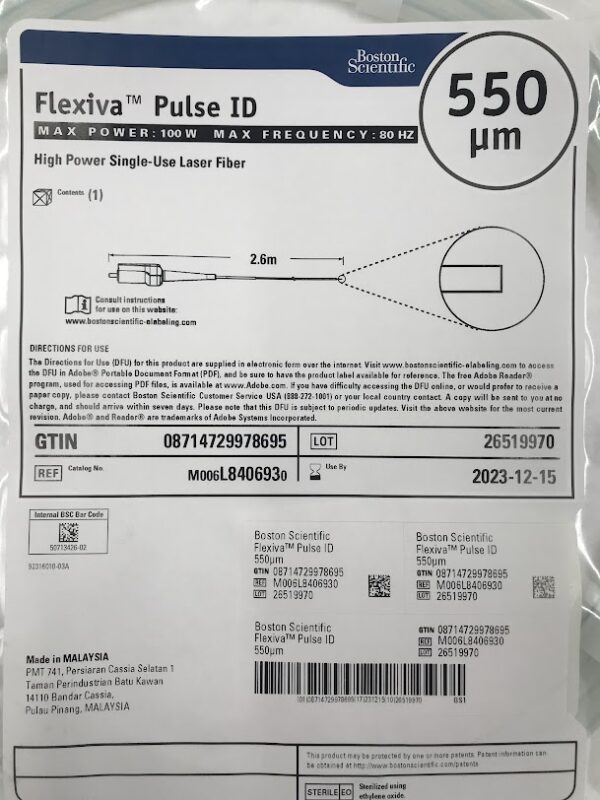 Boston
Scientific
Flexiva™ Pulse ID
550
µm
MAX POWER: 100 W MAX FREQUENCY: 80 HZ
High Power Single-Use Laser Fiber
Contents (1)
2.6m
Consult instructions
for use on this website:
www.bostonscientific-elabeling.com
DIRECTIONS FOR USE
The Directions for Use (DFU) for this product are supplied in electronic form over the internet. Visit www.bostonscientific-elabeling.com to access
the DFU in Adobe® Portable Document Format (PDF), and be sure to have the product label available for reference. The free Adobe Reader®
program, used for accessing PDF files, is available at www.Adobe.com. If you have difficulty accessing the DFU online, or would prefer to receive a
paper copy, please contact Boston Scientific Customer Service USA (888-272-1001) or your local country contact. A copy will be sent to you at no
charge, and should arrive within seven days. Please note that this DFU is subject to periodic updates. Visit the above website for the most current
revision. Adobe® and Reader® are trademarks of Adobe Systems Incorporated.
GTIN 08714729978695
LOT 26519970
REF Catalog No. M006L8406930
Use By 2023-12-15
Internal BSC Bar Code
50713426-02
92316010-03A
Boston Scientific
Flexiva™ Pulse ID
550µm
GTIN 08714729978695
REF M006L8406930
LOT 26519970
Boston Scientific
Flexiva™ Pulse ID
550µm
GTIN 08714729978695
REF M006L8406930
LOT 26519970
Boston Scientific
Flexiva™ Pulse ID
550µm
GTIN 08714729978695
REF M006L8406930
LOT 26519970
(01)08714729978695(17)231215(10)26519970
GS1
Made in MALAYSIA
PMT 741, Persiaran Cassia Selatan 1
Taman Perindustrian Batu Kawan
14110 Bandar Cassia,
Pulau Pinang, MALAYSIA
This product may be protected by one or more patents. Patent information can
be obtained at http://www.bostonscientific.com/patents
STERILE EO
Sterilized using
ethylene oxide.